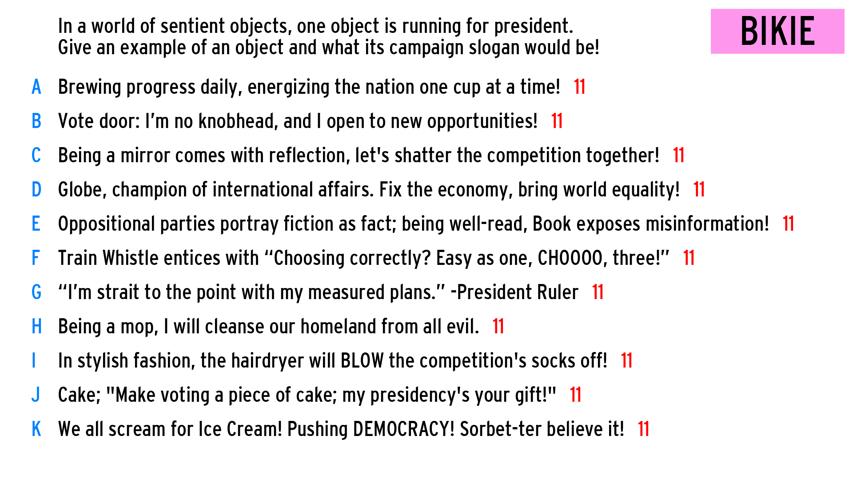 In a world of sentient objects, one object is running for president.
Give an example of an object and what its campaign slogan would be!
BIKIE
A Brewing progress daily, energizing the nation one cup at a time! 11
B Vote door: I'm no knobhead, and I open to new opportunities! 11
C Being a mirror comes with reflection, let's shatter the competition together! 11
D Globe, champion of international affairs. Fix the economy, bring world equality! 11
E Oppositional parties portray fiction as fact; being well-read, Book exposes misinformation! 11
F Train Whistle entices with “Choosing correctly? Easy as one, CHOOOO, three!” 11
G “I'm strait to the point with my measured plans.” -President Ruler 11
H Being a mop, I will cleanse our homeland from all evil. 11
I In stylish fashion, the hairdryer will BLOW the competition's socks off! 11
J Cake; "Make voting a piece of cake; my presidency's your gift!" 11
K We all scream for Ice Cream! Pushing DEMOCRACY! Sorbet-ter believe it! 11